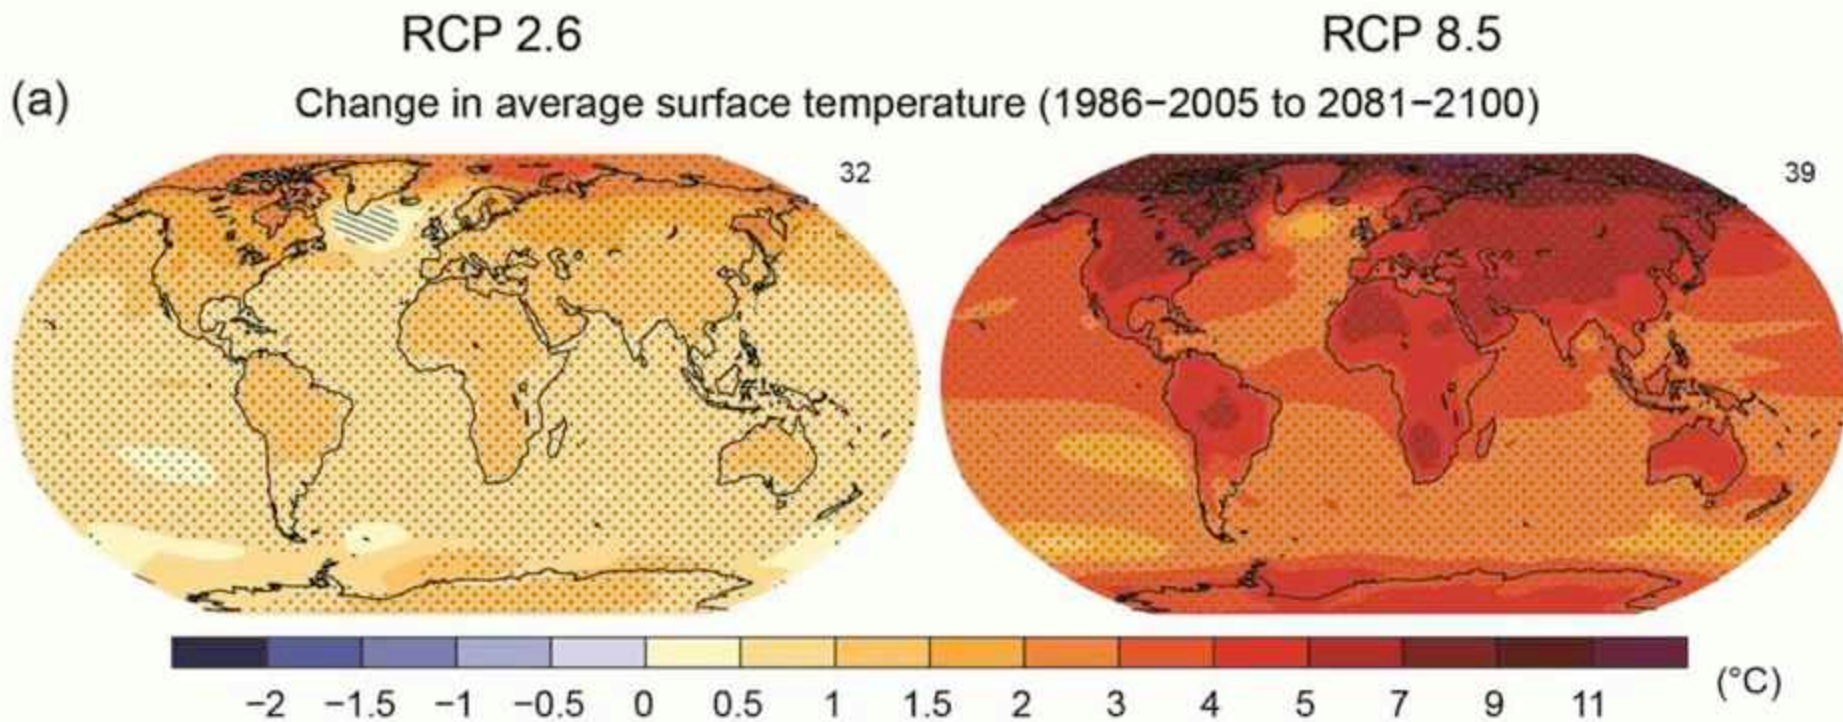 RCP 2.6 RCP 8.5
(a) Change in average surface temperature (1986−2005 to 2081−2100)
32 39
−2 −1.5 −1 −0.5 0 0.5 1 1.5 2 3 4 5 7 9 11 (°C)